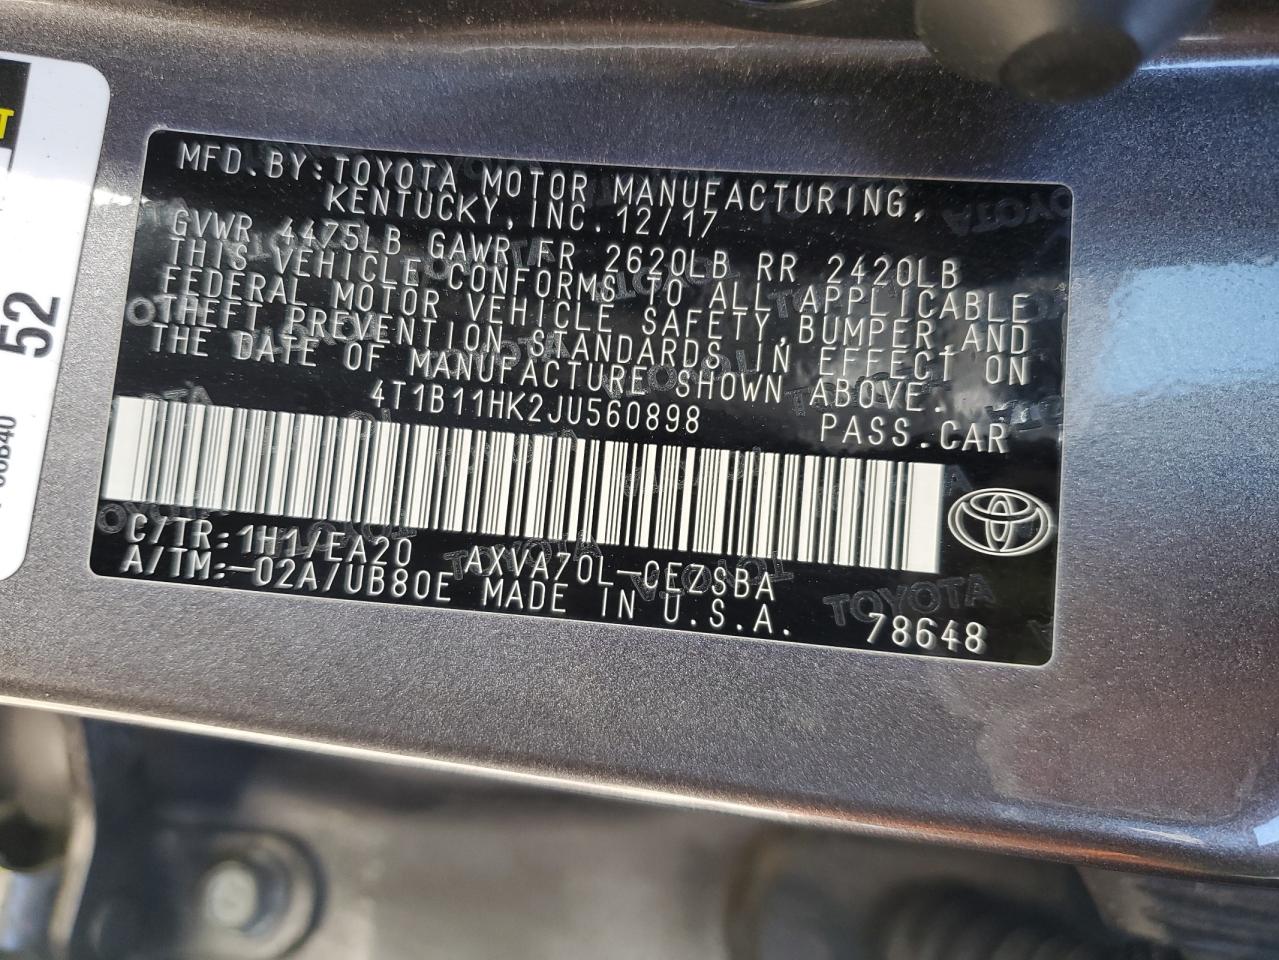 MFD.BY:TOYOTA MOTOR MANUFACTURING,
KENTUCKY,INC.12/17
GVWR 4475LB GAWR FR 2620LB RR 2420LB
THIS VEHICLE CONFORMS TO ALL APPLICABLE
FEDERAL MOTOR VEHICLE SAFETY,BUMPER,AND
THEFT PREVENTION STANDARDS IN EFFECT ON
THE DATE OF MANUFACTURE SHOWN ABOVE.
4T1B11HK2JU560898 PASS.CAR
C/TR:1H1/EA20 AXVA70L-CEZSBA
A/TM:-02A/UB80E MADE IN U.S.A. 78648
TOYOTA
52